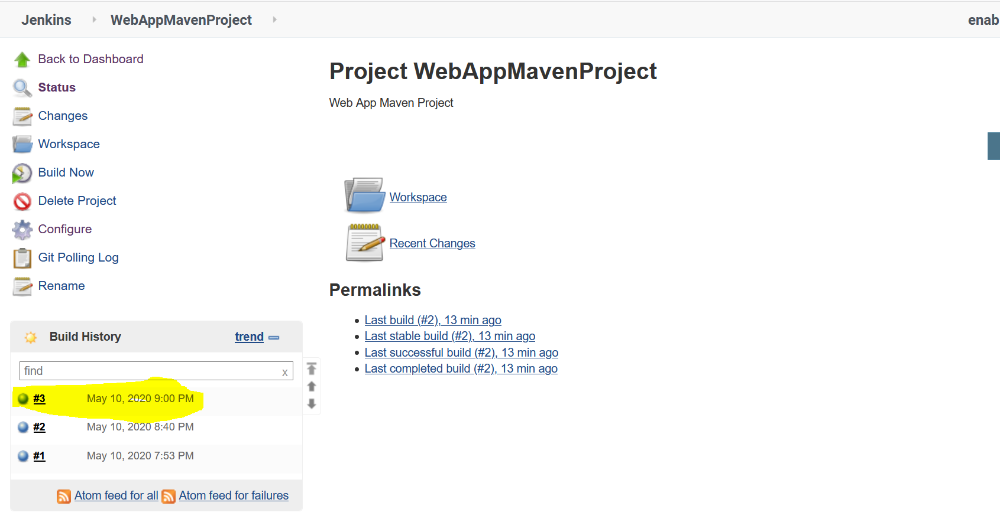 Jenkins WebAppMavenProject enab
Back to Dashboard
Status
Changes
Workspace
Build Now
Delete Project
Configure
Git Polling Log
Rename
Build History trend
find x
#3 May 10, 2020 9:00 PM
#2 May 10, 2020 8:40 PM
#1 May 10, 2020 7:53 PM
Atom feed for all Atom feed for failures
Project WebAppMavenProject
Web App Maven Project
Workspace
Recent Changes
Permalinks
Last build (#2), 13 min ago
Last stable build (#2), 13 min ago
Last successful build (#2), 13 min ago
Last completed build (#2), 13 min ago